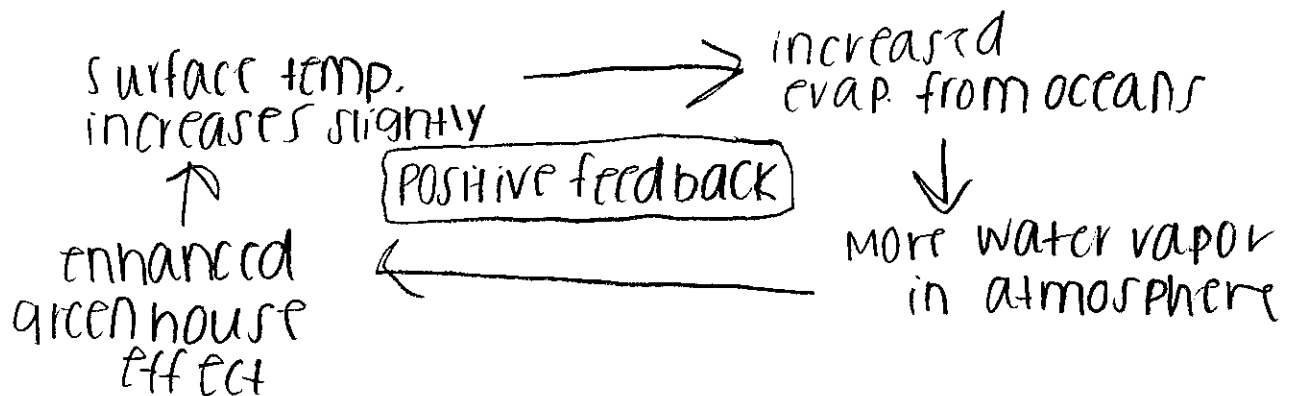 surface temp.
increases slightly
increased
evap. from oceans
positive feedback
More water vapor
in atmosphere
enhanced
greenhouse
effect